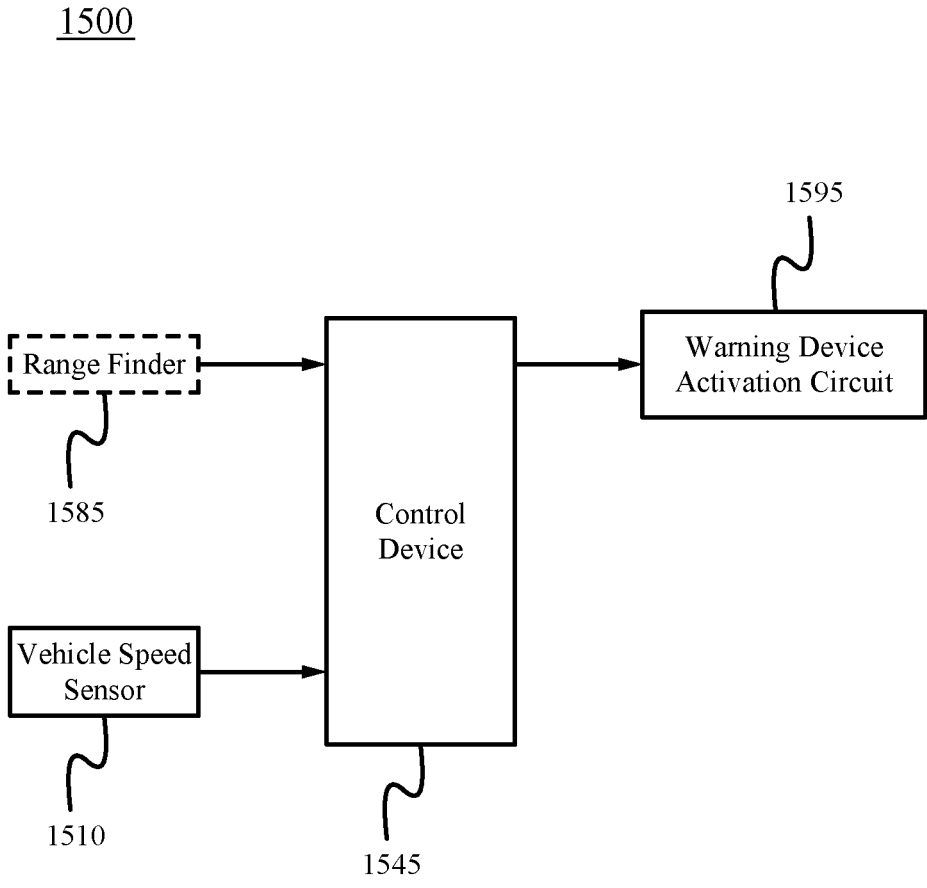 1500
1595
Range Finder
Warning Device
Activation Circuit
1585
Control
Device
Vehicle Speed
Sensor
1510
1545